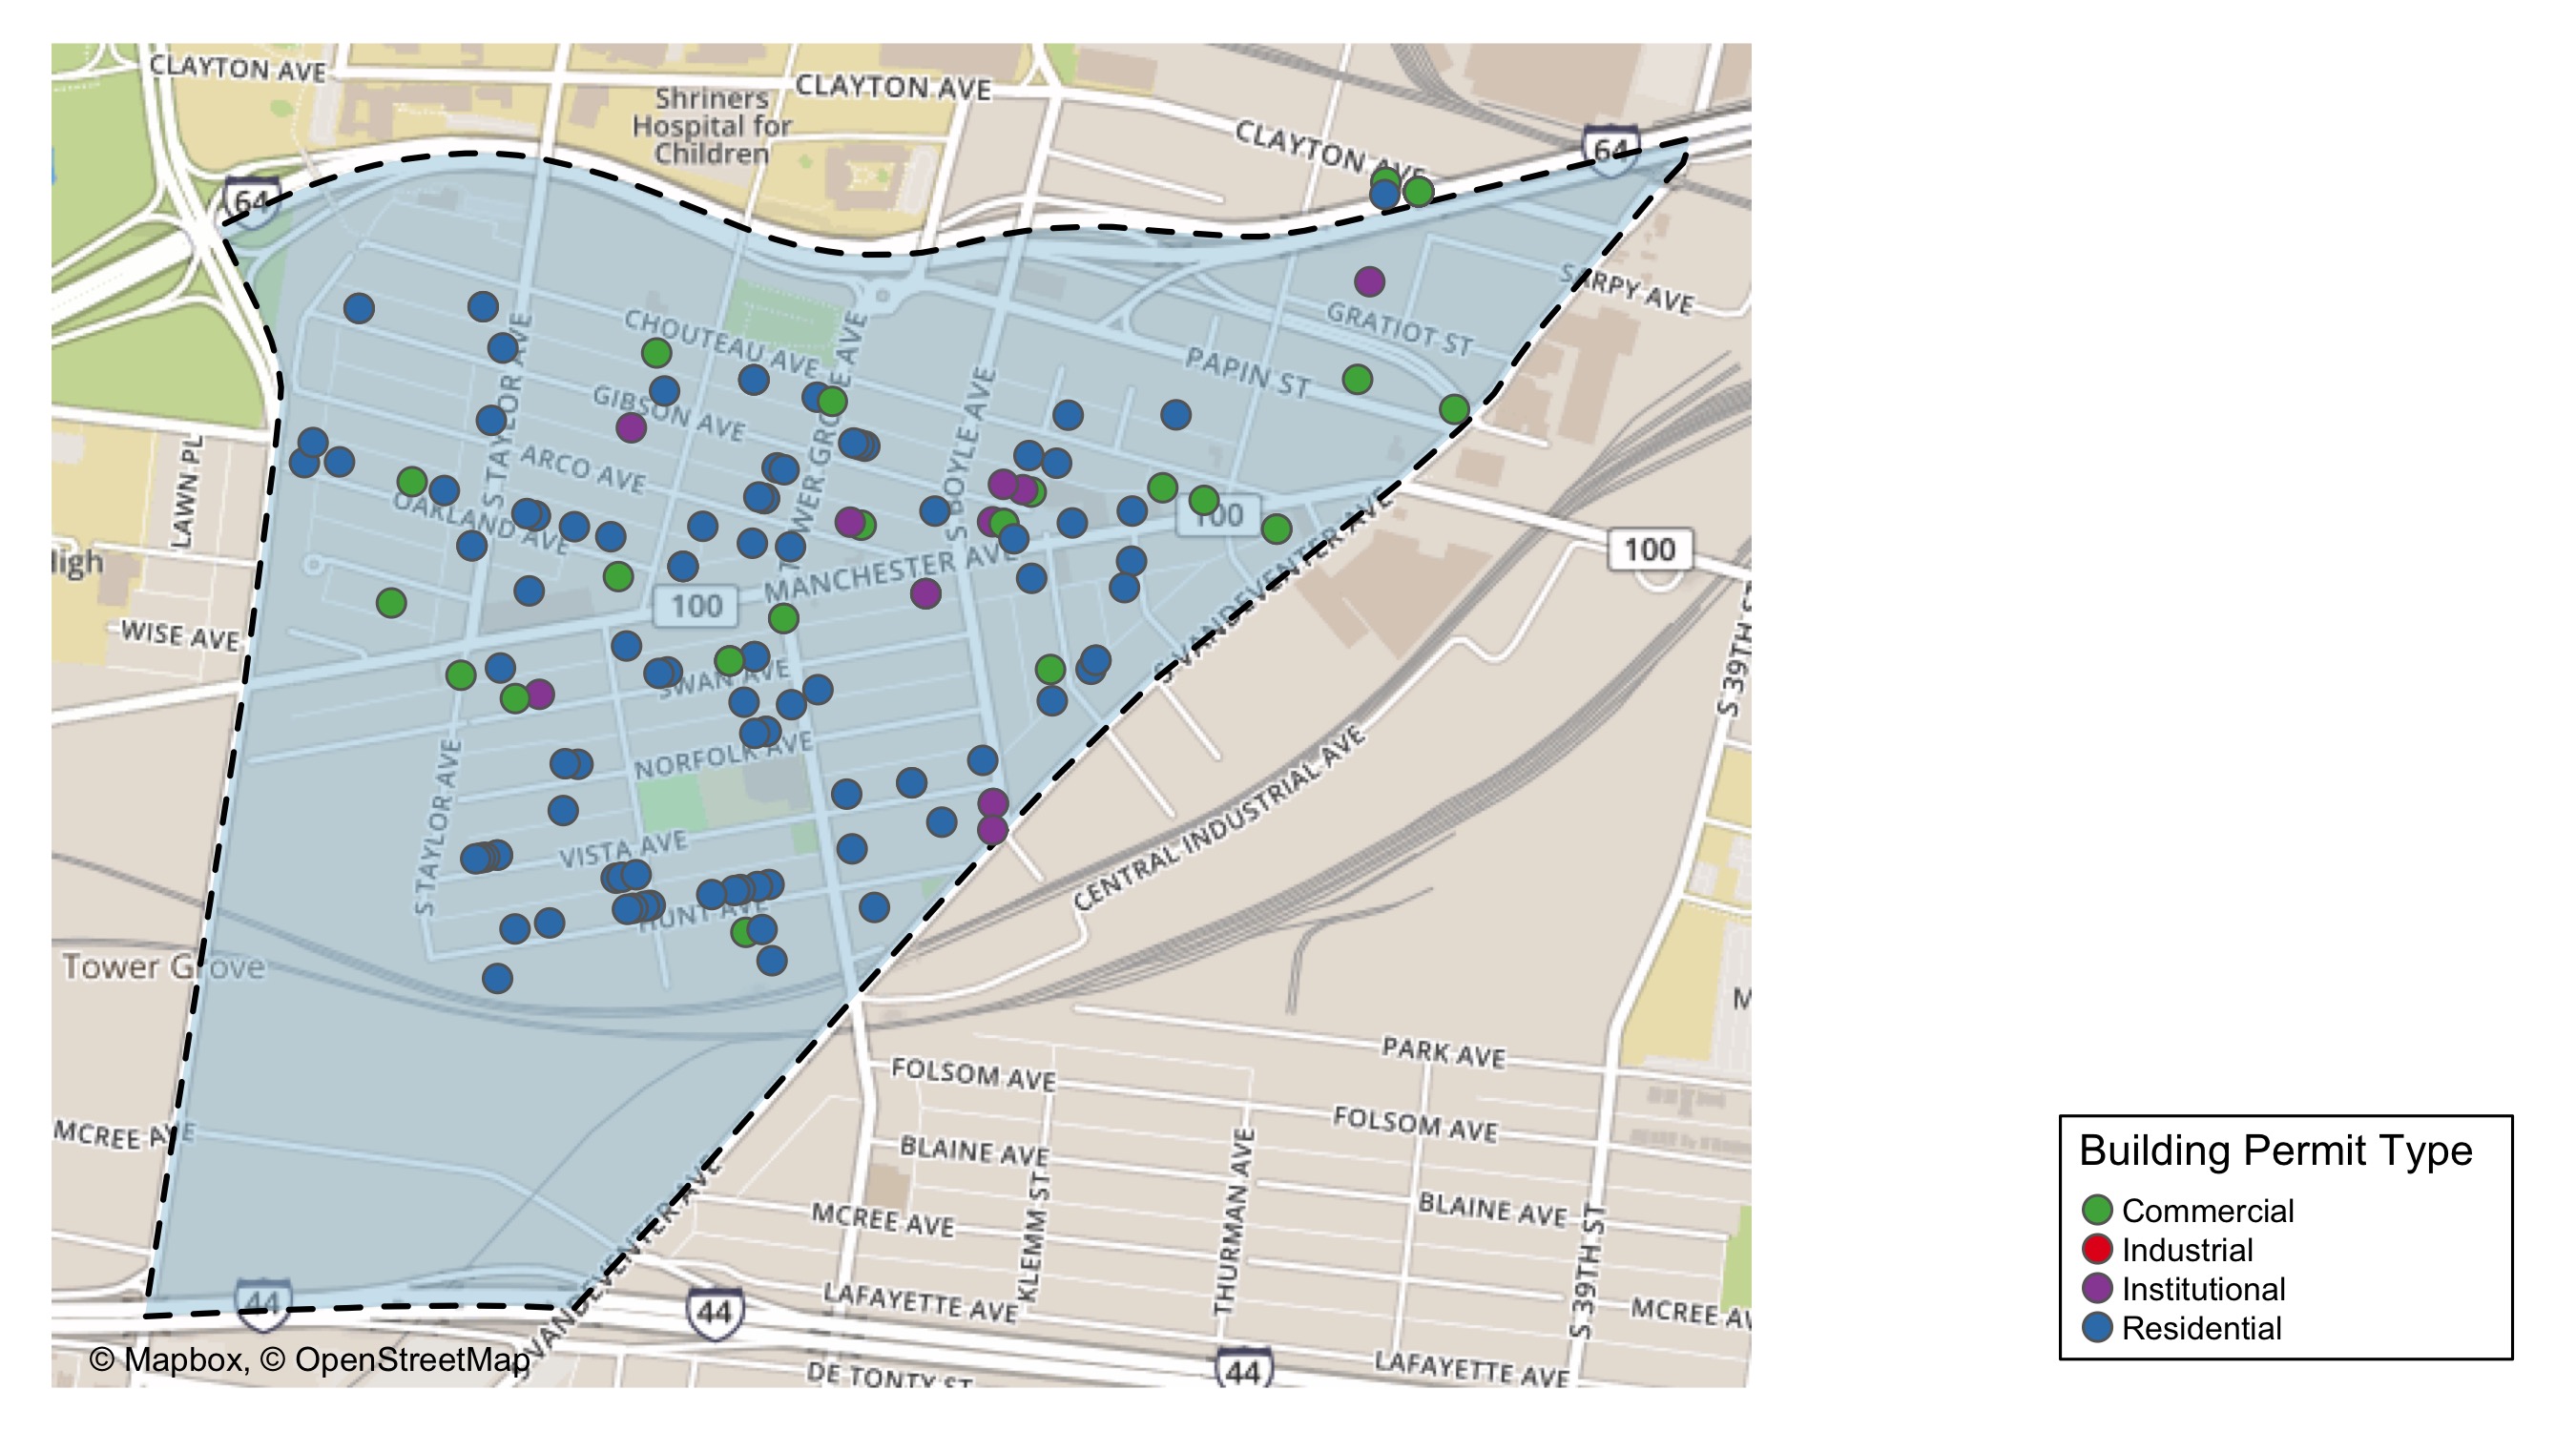 CLAYTON AVE
CLAYTON AVE
Shriners
Hospital for
Children
CLAYTON AVE
64
64
SARPY AVE
GRATIOT ST
CHOUTEAU AVE
PAPIN ST
GIBSON AVE
S TAYLOR AVE
TOWER GROVE AVE
S BOYLE AVE
ARCO AVE
LAWN PL
OAKLAND AVE
100
100
S VANDEVENTER AVE
MANCHESTER AVE
100
WISE AVE
SWAN AVE
S 39TH ST
NORFOLK AVE
S TAYLOR AVE
CENTRAL INDUSTRIAL AVE
VISTA AVE
HUNT AVE
Tower Grove
PARK AVE
FOLSOM AVE
FOLSOM AVE
MCREE AVE
BLAINE AVE
BLAINE AVE
KLEMM ST
THURMAN AVE
S 39TH ST
MCREE AVE
S VANDEVENTER AVE
44
44
LAFAYETTE AVE
MCREE AV
44
LAFAYETTE AVE
DE TONTY ST
S VANDEVENTER AVE
© Mapbox, © OpenStreetMap
Building Permit Type
Commercial
Industrial
Institutional
Residential